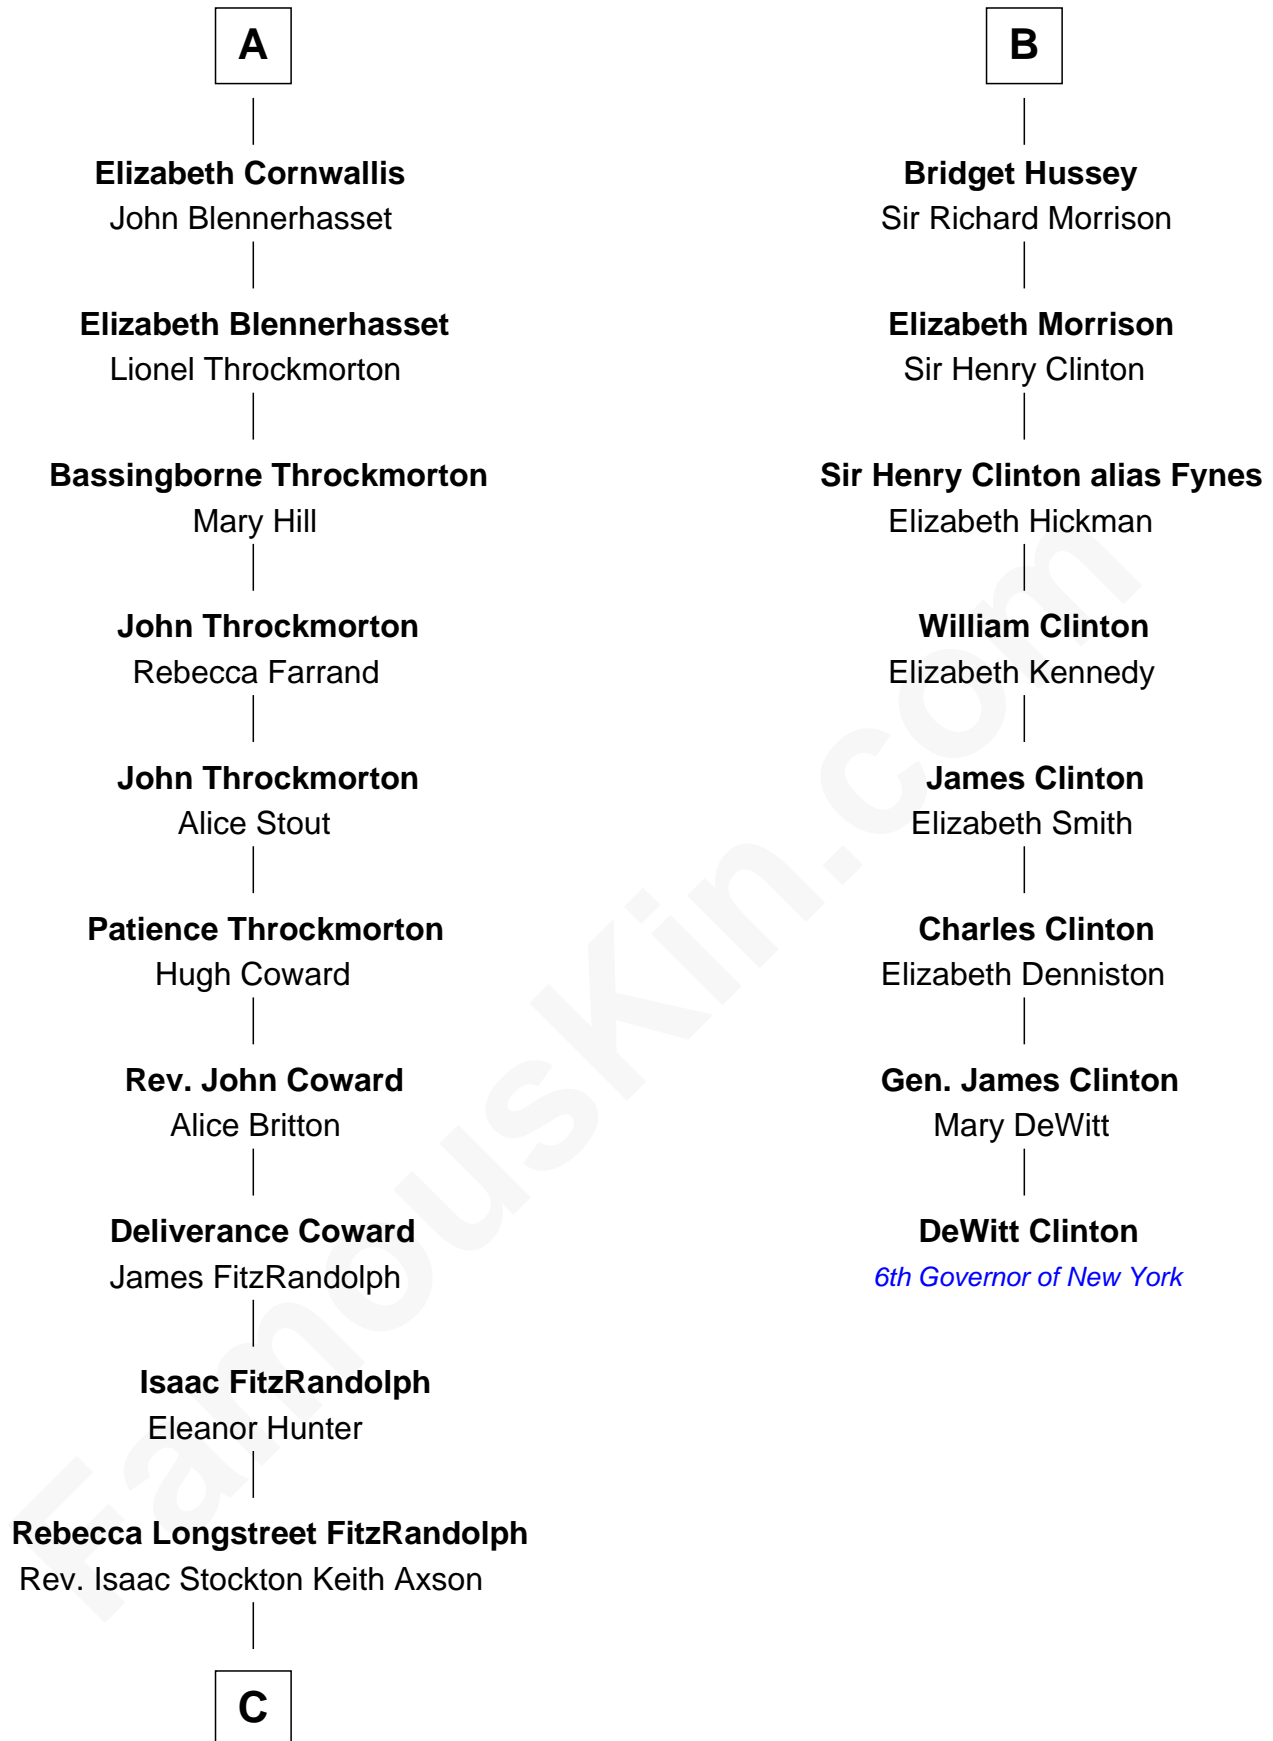 A
Elizabeth Cornwallis
John Blennerhasset
Elizabeth Blennerhasset
Lionel Throckmorton
Bassingborne Throckmorton
Mary Hill
John Throckmorton
Rebecca Farrand
John Throckmorton
Alice Stout
Patience Throckmorton
Hugh Coward
Rev. John Coward
Alice Britton
Deliverance Coward
James FitzRandolph
Isaac FitzRandolph
Eleanor Hunter
Rebecca Longstreet FitzRandolph
Rev. Isaac Stockton Keith Axson
C
B
Bridget Hussey
Sir Richard Morrison
Elizabeth Morrison
Sir Henry Clinton
Sir Henry Clinton alias Fynes
Elizabeth Hickman
William Clinton
Elizabeth Kennedy
James Clinton
Elizabeth Smith
Charles Clinton
Elizabeth Denniston
Gen. James Clinton
Mary DeWitt
DeWitt Clinton
6th Governor of New York
FamousKin.com